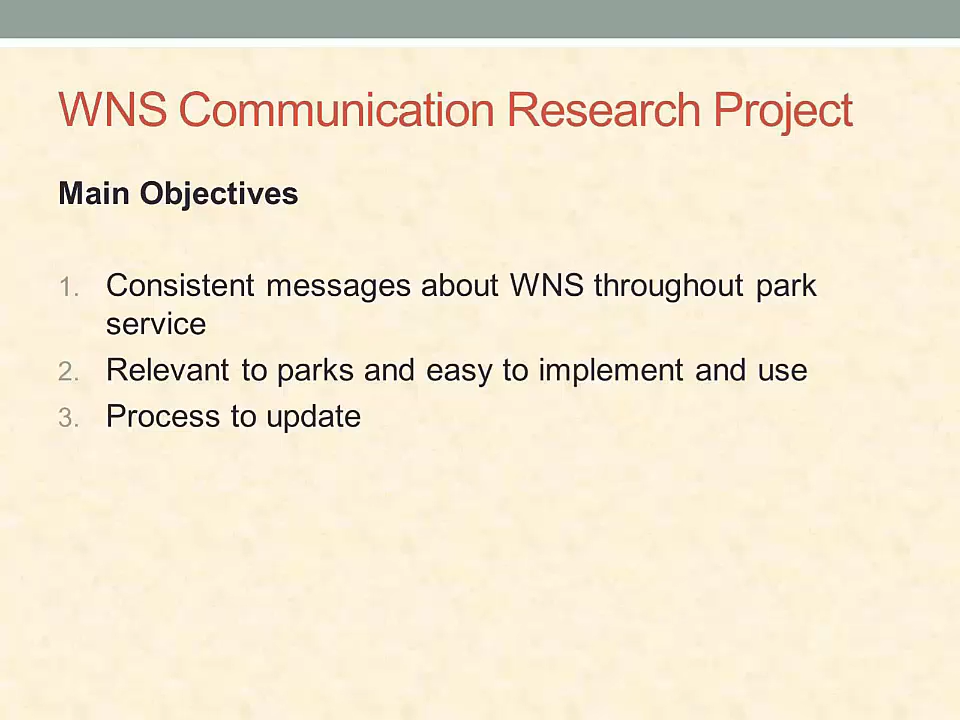 WNS Communication Research Project
Main Objectives
1. Consistent messages about WNS throughout park
service
2. Relevant to parks and easy to implement and use
3. Process to update